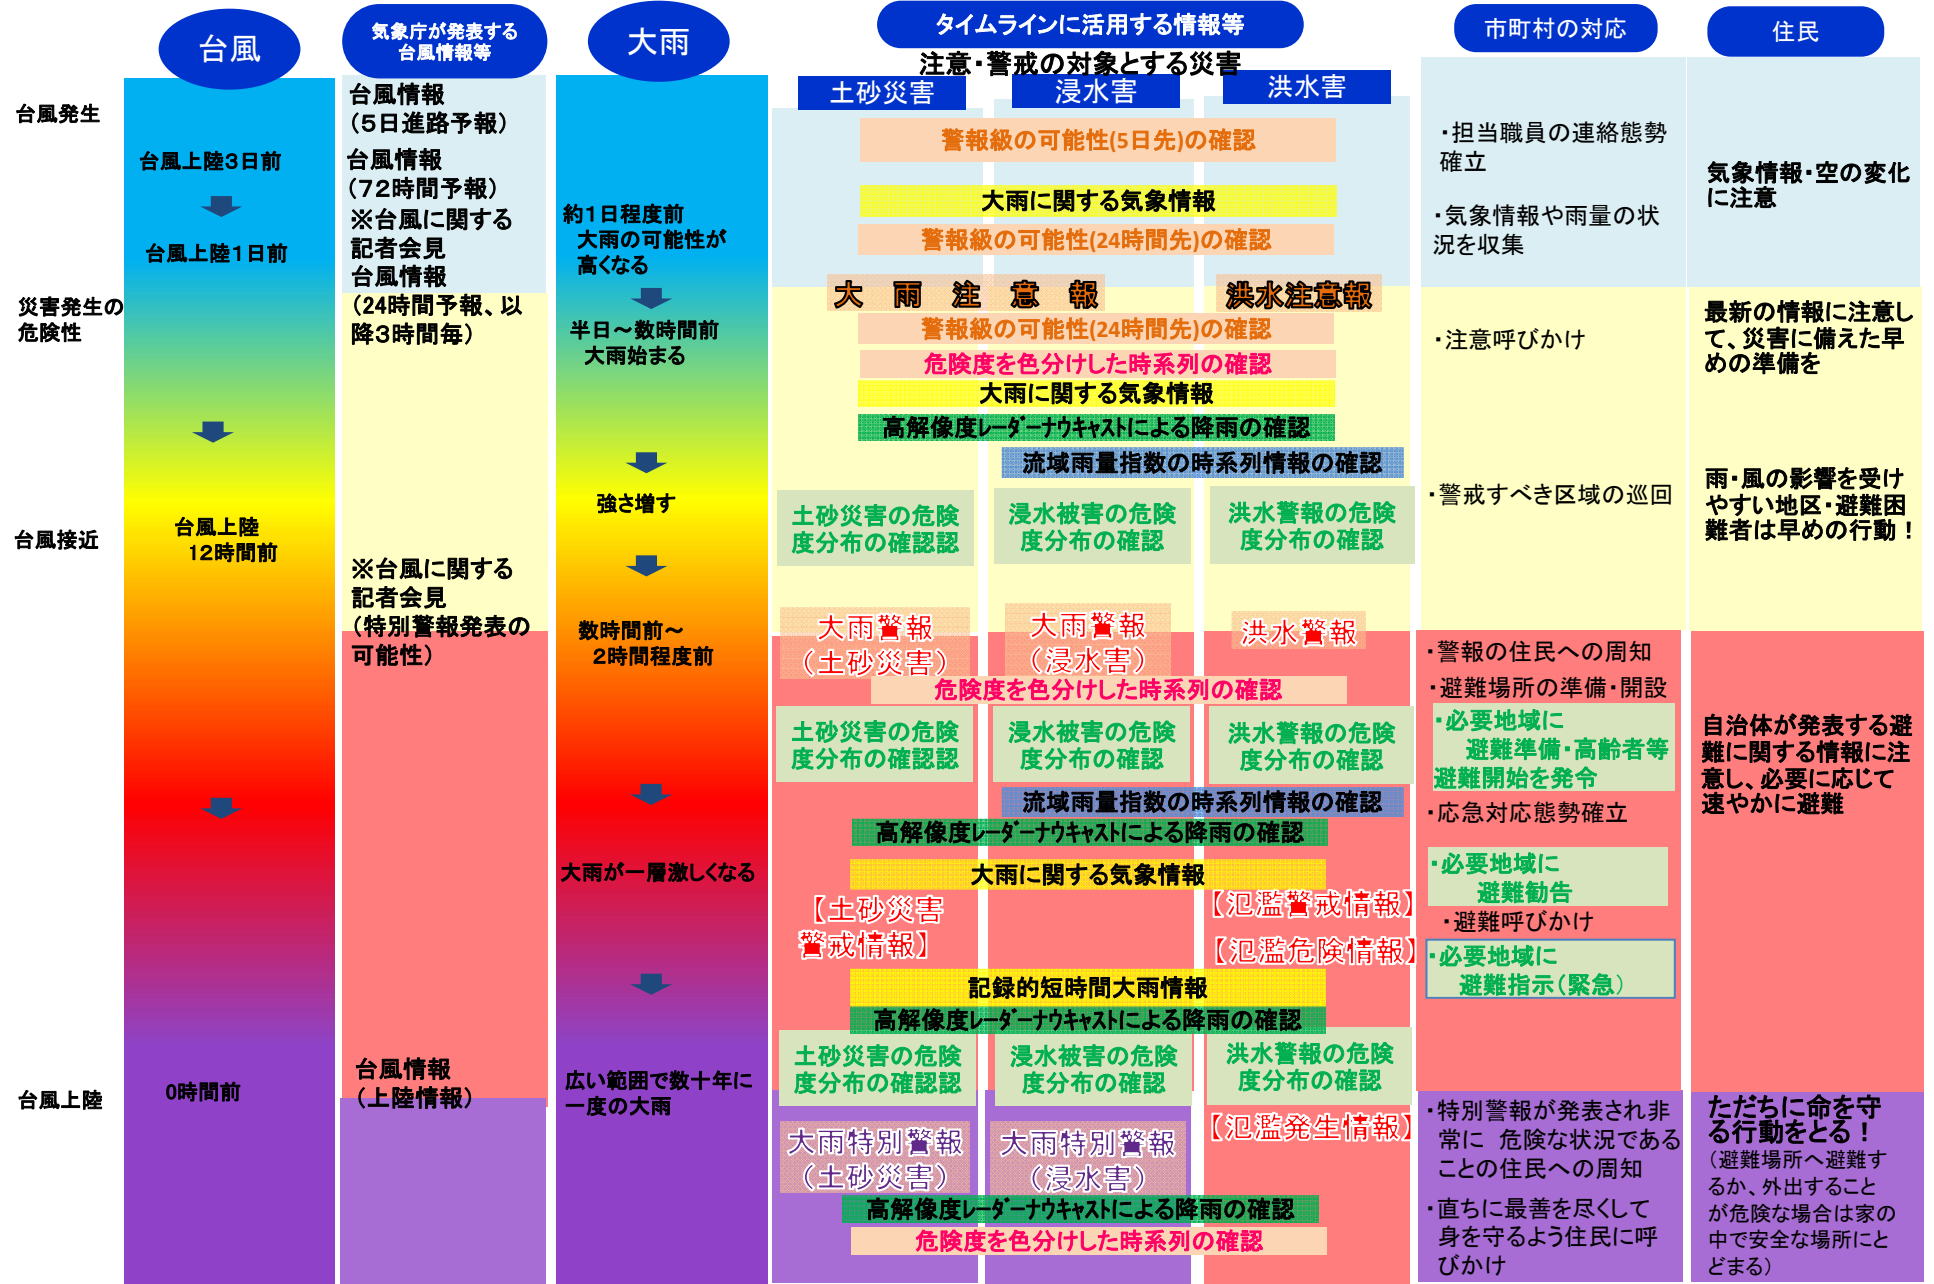 台風
気象庁が発表する
台風情報等
大雨
タイムラインに活用する情報等
市町村の対応
住民
注意・警戒の対象とする災害
土砂災害
浸水害
洪水害
台風発生
災害発生の
危険性
台風接近
台風上陸
台風上陸3日前
台風上陸1日前
台風上陸
12時間前
0時間前
台風情報
（5日進路予報）
台風情報
（72時間予報）
※台風に関する
記者会見
台風情報
（24時間予報、以
降3時間毎）
※台風に関する
記者会見
（特別警報発表の
可能性）
台風情報
（上陸情報）
約1日程度前
大雨の可能性が
高くなる
半日～数時間前
大雨始まる
強さ増す
数時間前～
2時間程度前
大雨が一層激しくなる
広い範囲で数十年に
一度の大雨
警報級の可能性(5日先)の確認
大雨に関する気象情報
警報級の可能性(24時間先)の確認
大　雨　注　意　報
洪水注意報
警報級の可能性(24時間先)の確認
危険度を色分けした時系列の確認
大雨に関する気象情報
高解像度ﾚｰﾀﾞｰﾅｳｷｬｽﾄによる降雨の確認
流域雨量指数の時系列情報の確認
土砂災害の危険
度分布の確認認
浸水被害の危険
度分布の確認
洪水警報の危険
度分布の確認
大雨警報
（土砂災害）
大雨警報
（浸水害）
洪水警報
危険度を色分けした時系列の確認
土砂災害の危険
度分布の確認認
浸水被害の危険
度分布の確認
洪水警報の危険
度分布の確認
流域雨量指数の時系列情報の確認
高解像度ﾚｰﾀﾞｰﾅｳｷｬｽﾄによる降雨の確認
大雨に関する気象情報
【土砂災害
警戒情報】
【氾濫警戒情報】
【氾濫危険情報】
記録的短時間大雨情報
高解像度ﾚｰﾀﾞｰﾅｳｷｬｽﾄによる降雨の確認
土砂災害の危険
度分布の確認認
浸水被害の危険
度分布の確認
洪水警報の危険
度分布の確認
【氾濫発生情報】
大雨特別警報
（土砂災害）
大雨特別警報
（浸水害）
高解像度ﾚｰﾀﾞｰﾅｳｷｬｽﾄによる降雨の確認
危険度を色分けした時系列の確認
・担当職員の連絡態勢
確立
・気象情報や雨量の状
況を収集
・注意呼びかけ
・警戒すべき区域の巡回
・警報の住民への周知
・避難場所の準備・開設
・必要地域に
避難準備・高齢者等
避難開始を発令
・応急対応態勢確立
・必要地域に
避難勧告
・避難呼びかけ
・必要地域に
避難指示（緊急）
・特別警報が発表され非
常に 危険な状況である
ことの住民への周知
・直ちに最善を尽くして
身を守るよう住民に呼
びかけ
気象情報・空の変化
に注意
最新の情報に注意し
て、災害に備えた早
めの準備を
雨・風の影響を受け
やすい地区・避難困
難者は早めの行動！
自治体が発表する避
難に関する情報に注
意し、必要に応じて
速やかに避難
ただちに命を守
る行動をとる！
（避難場所へ避難す
るか、外出すること
が危険な場合は家の
中で安全な場所にと
どまる）